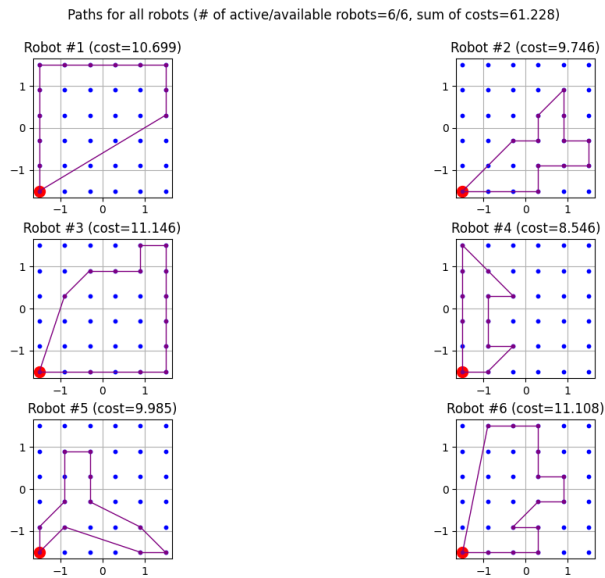 Paths for all robots (# of active/available robots=6/6, sum of costs=61.228)
Robot #1 (cost=10.699)
1
0
−1
−1 0 1
Robot #2 (cost=9.746)
1
0
−1
−1 0 1
Robot #3 (cost=11.146)
1
0
−1
−1 0 1
Robot #4 (cost=8.546)
1
0
−1
−1 0 1
Robot #5 (cost=9.985)
1
0
−1
−1 0 1
Robot #6 (cost=11.108)
1
0
−1
−1 0 1